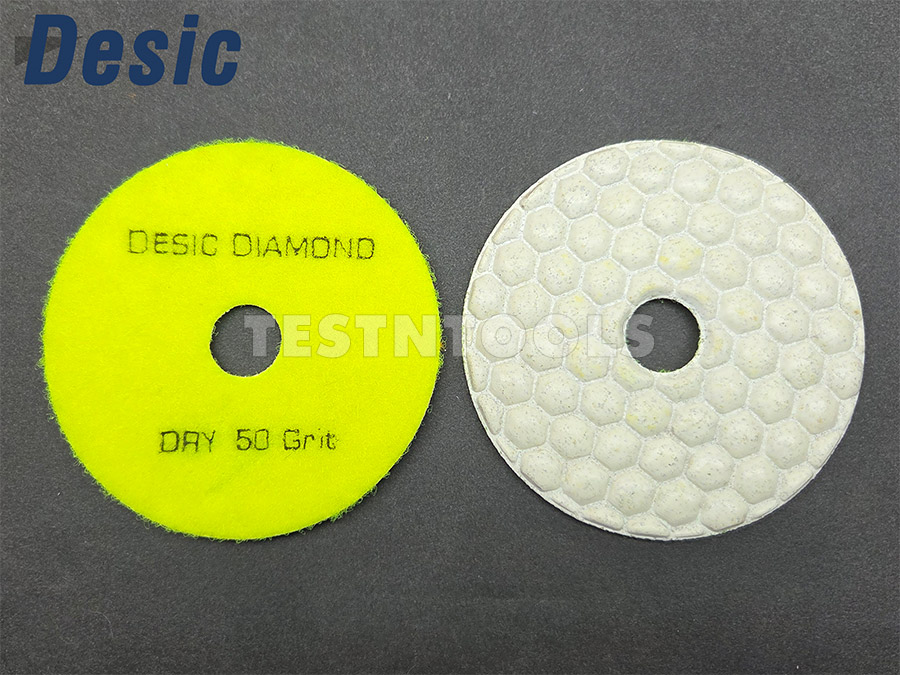 Desic
DESIC DIAMOND
TESTNTOOLS
DRY 50 Grit